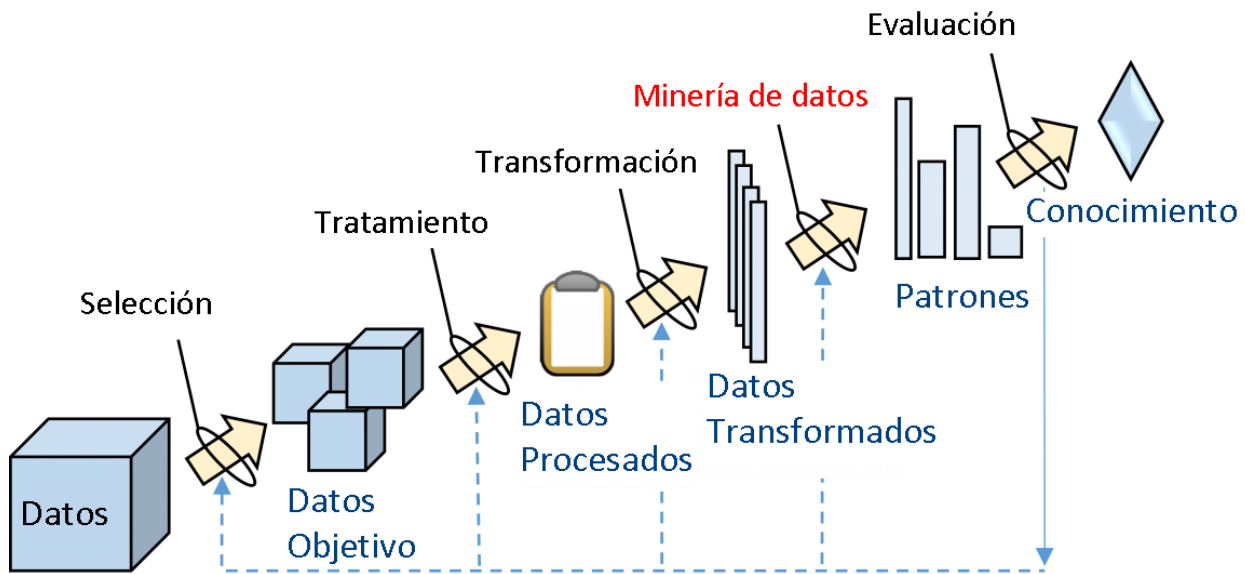 Evaluación
Minería de datos
Transformación
Conocimiento
Tratamiento
Patrones
Selección
Datos
Transformados
Datos
Procesados
Datos
Objetivo
Datos